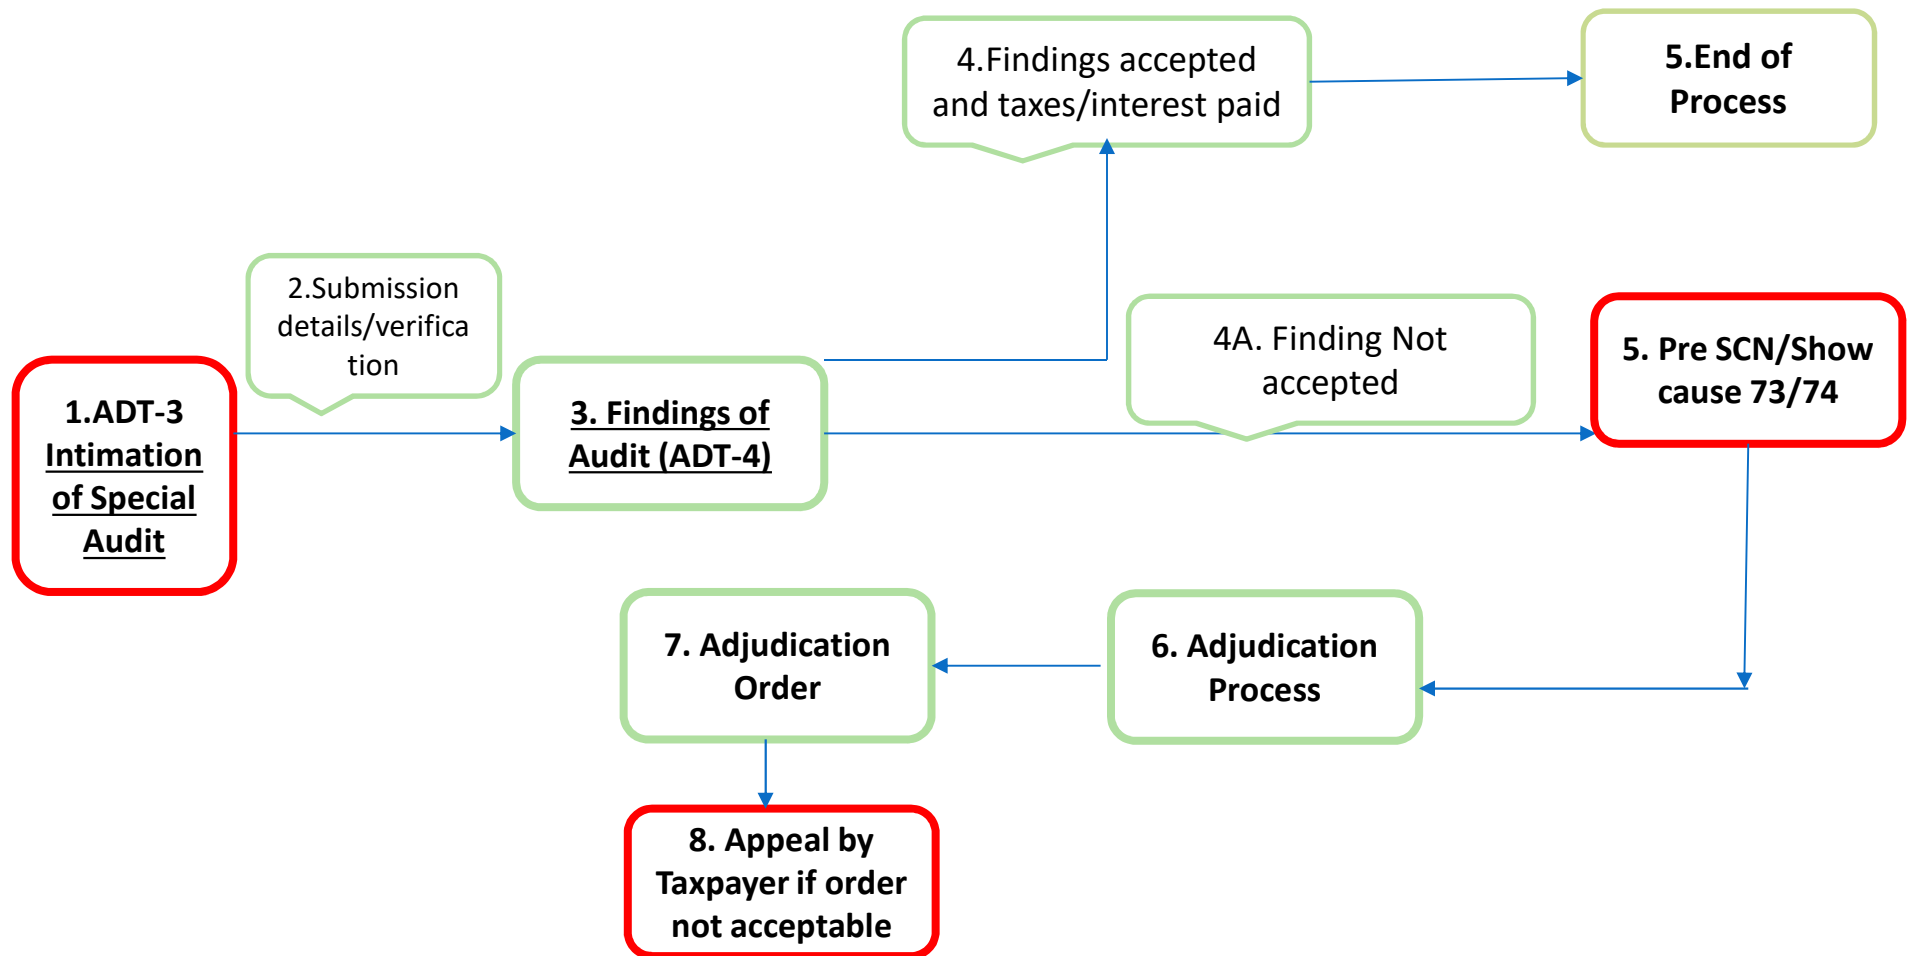 4.Findings accepted
and taxes/interest paid
5.End of
Process
2.Submission
details/verifica
tion
4A. Finding Not
accepted
5. Pre SCN/Show
cause 73/74
1.ADT-3
Intimation
of Special
Audit
3. Findings of
Audit (ADT-4)
7. Adjudication
Order
6. Adjudication
Process
8. Appeal by
Taxpayer if order
not acceptable